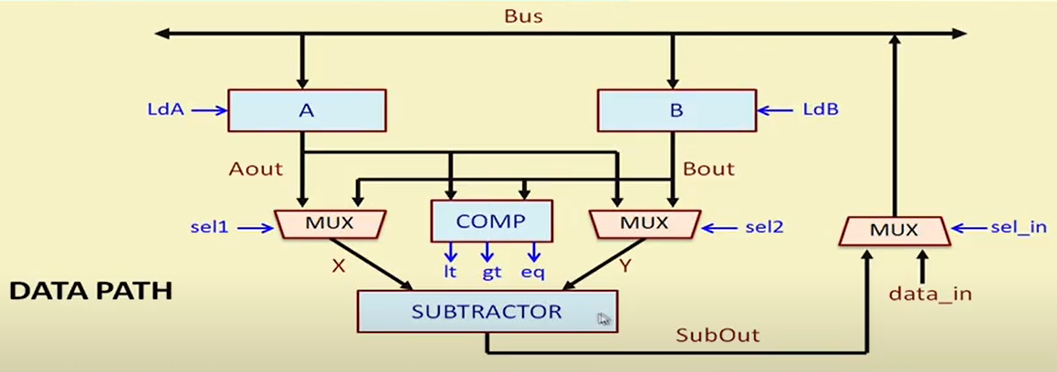 Bus
LdA A B LdB
Aout Bout
sel1 MUX COMP MUX sel2 MUX sel_in
X lt gt eq Y
DATA PATH data_in
SUBTRACTOR
SubOut